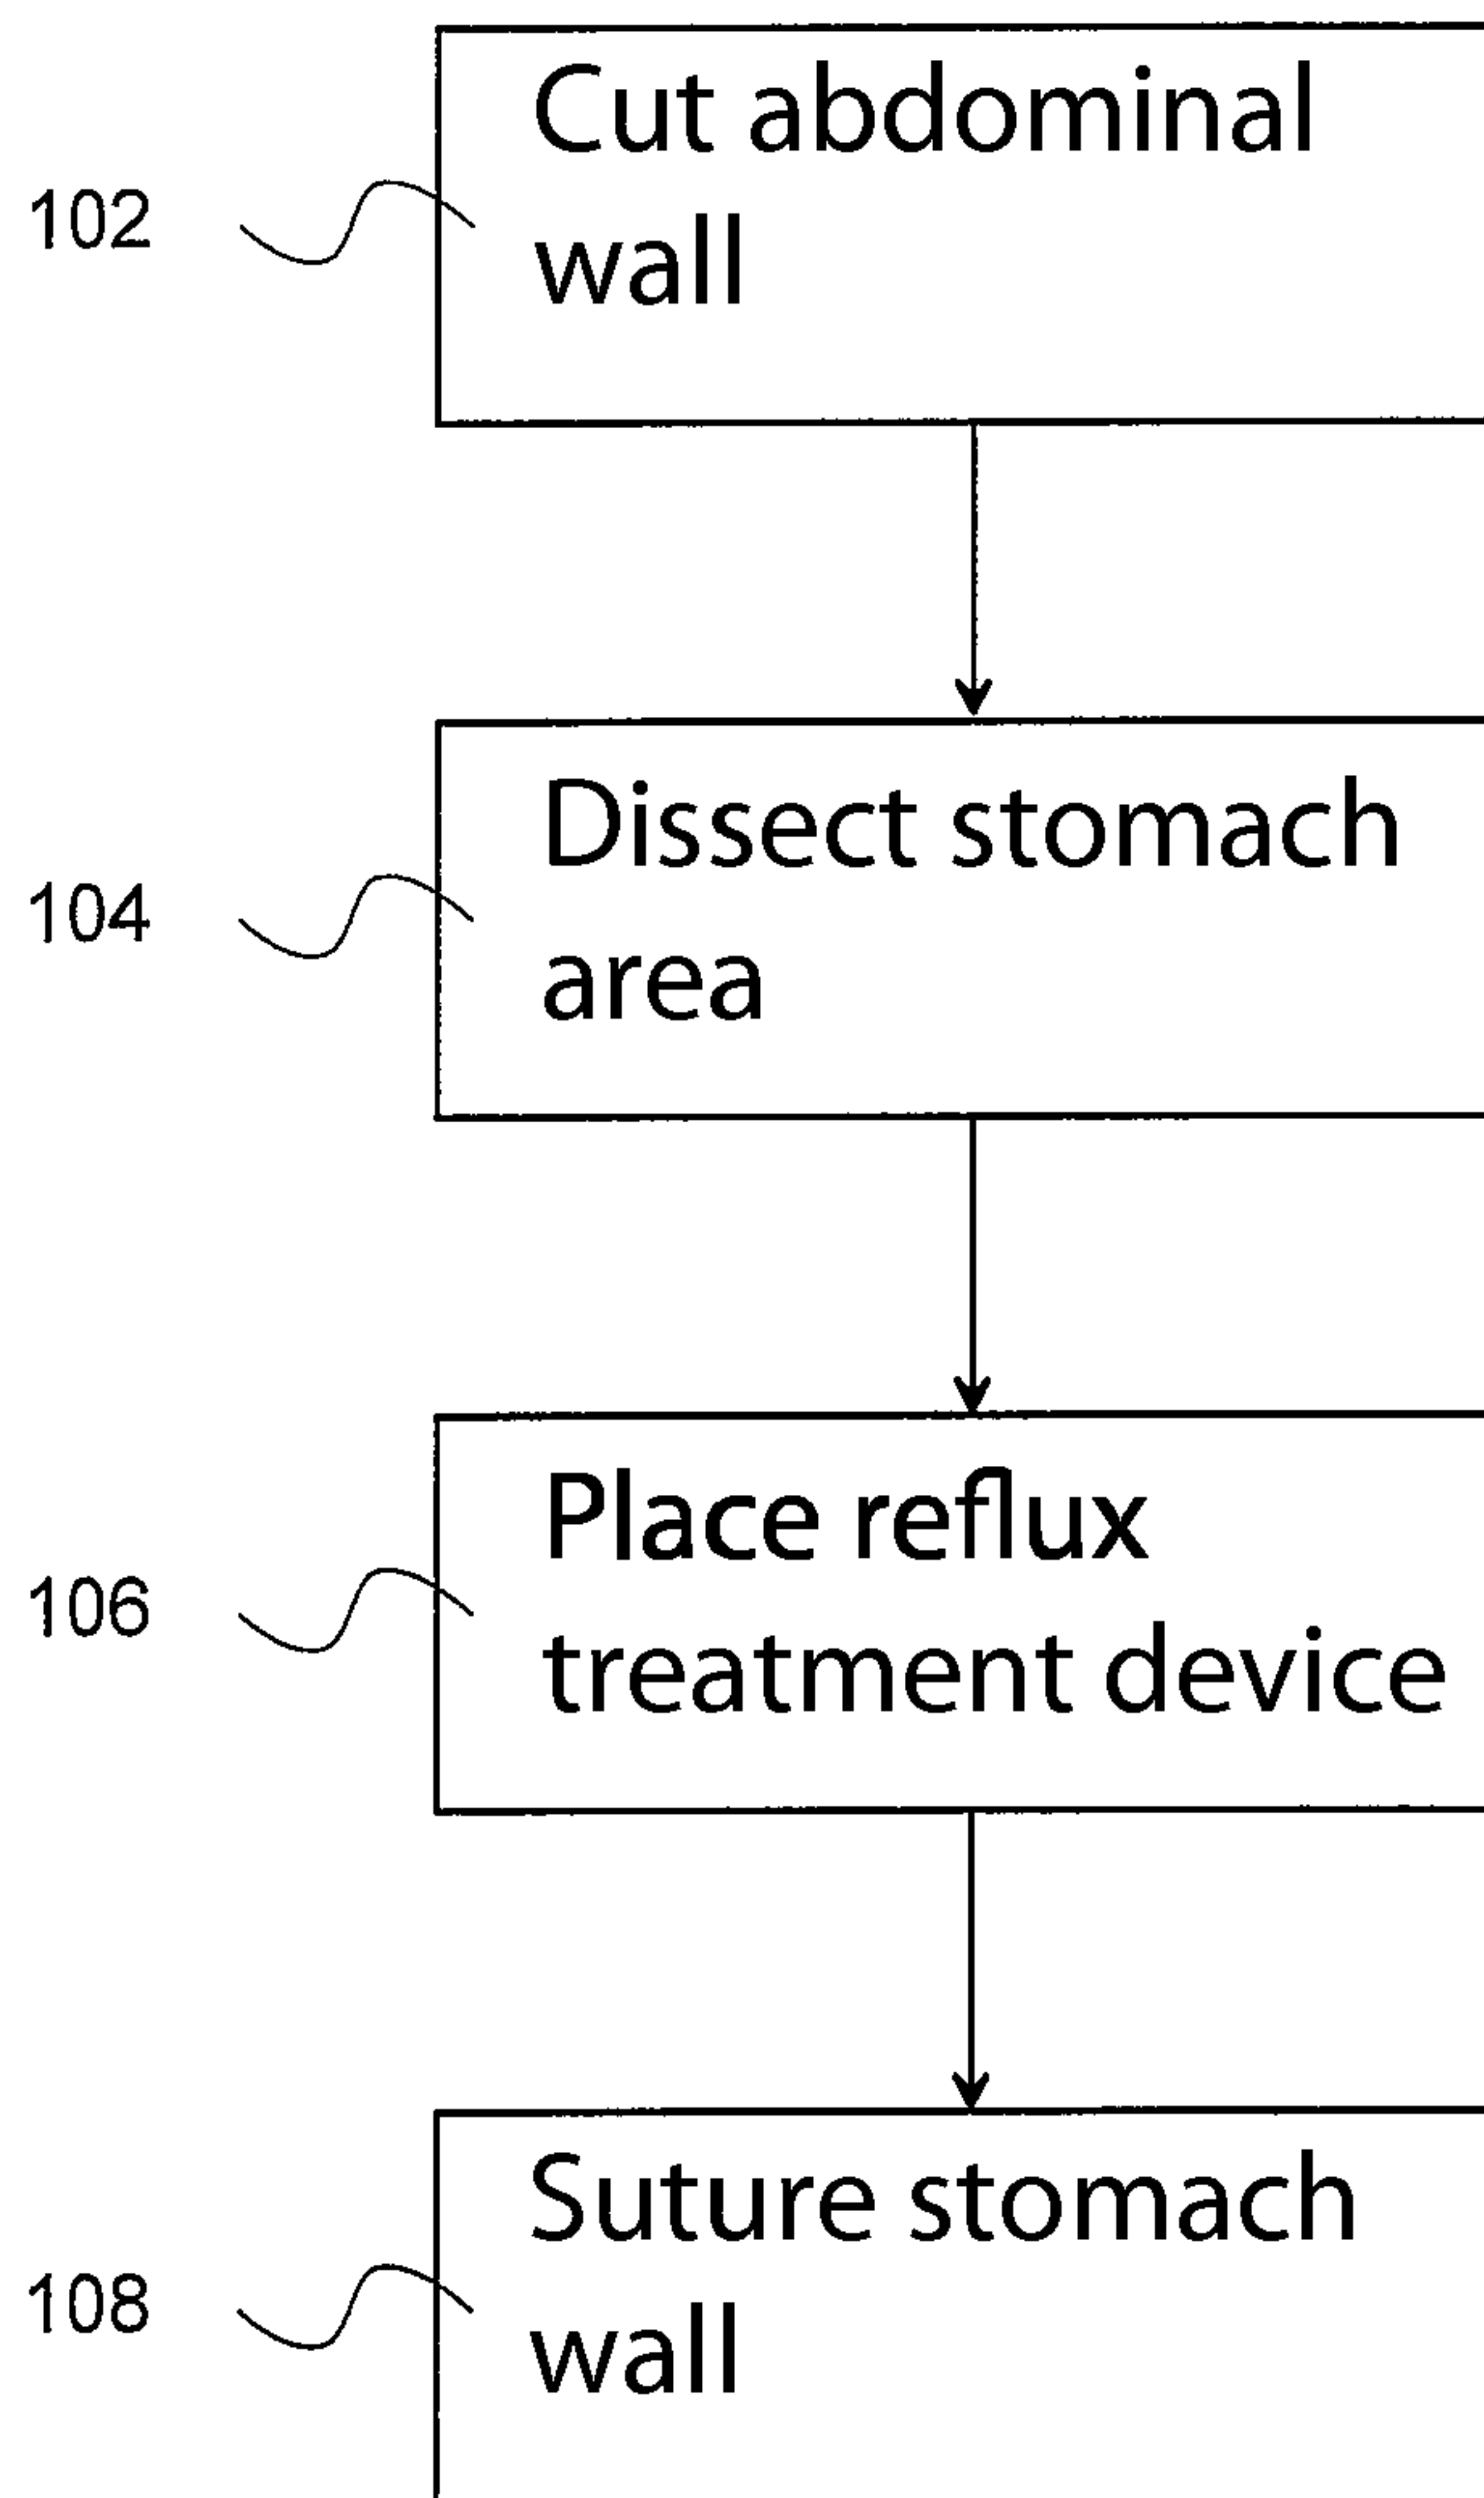 Cut abdominal
wall
102
Dissect stomach
area
104
Place reflux
treatment device
106
Suture stomach
wall
108